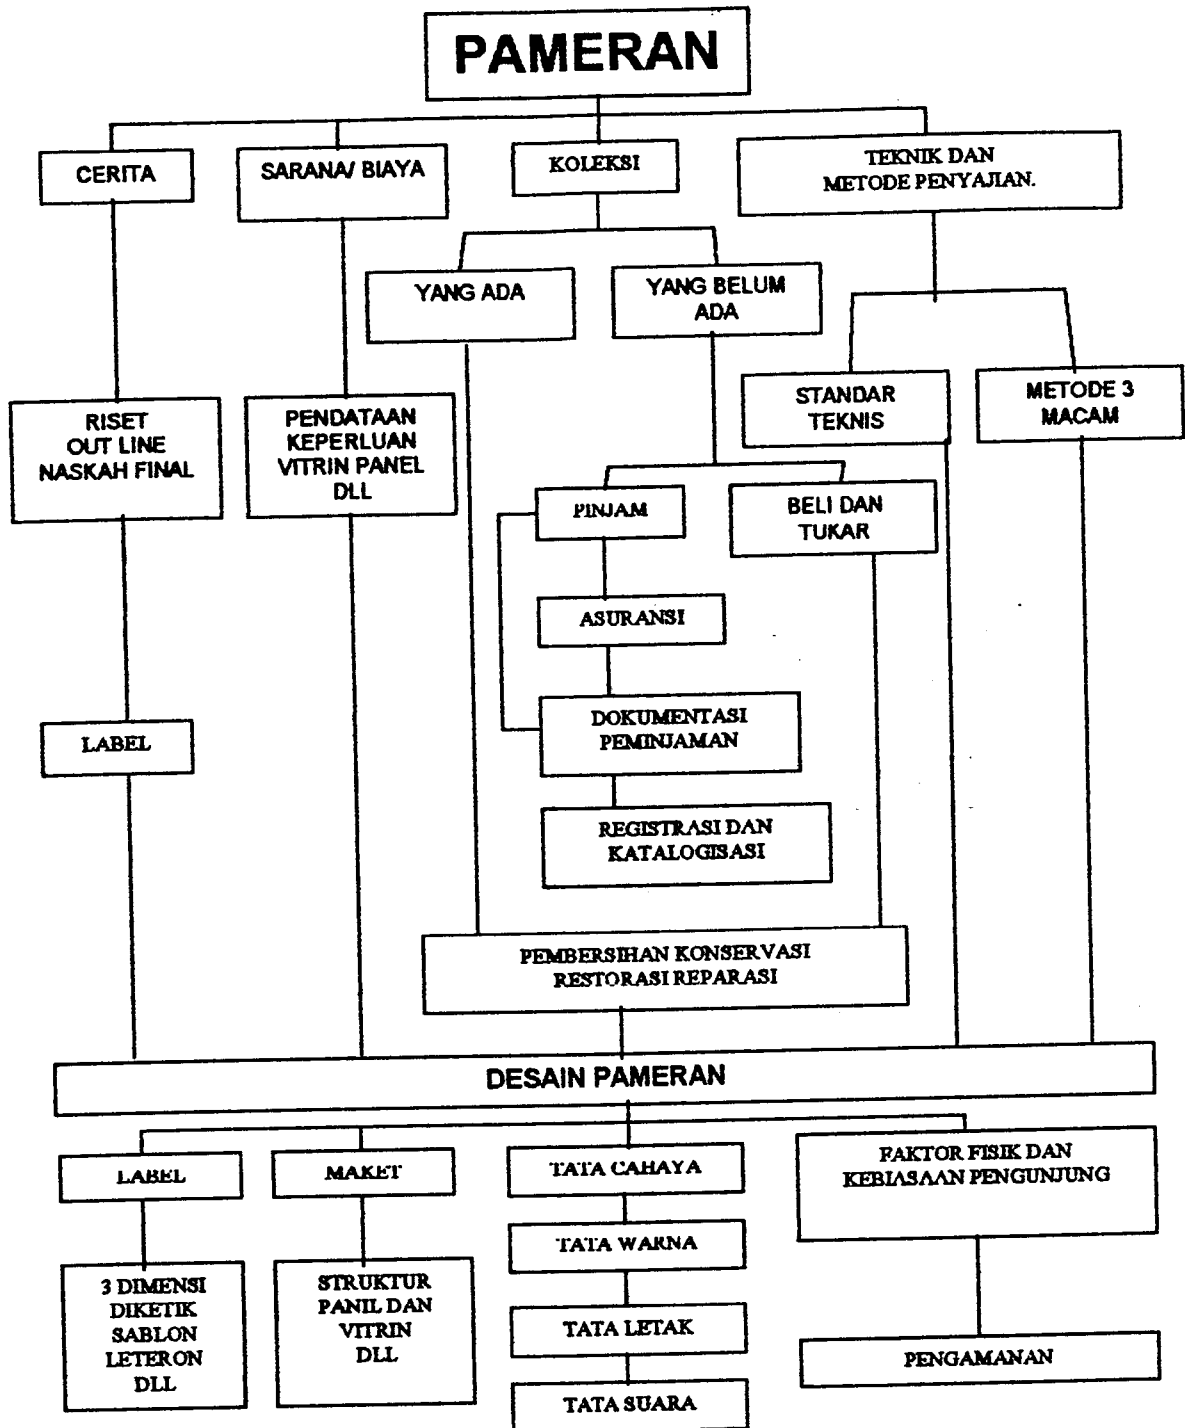 PAMERAN
CERITA
SARANA/ BIAYA
KOLEKSI
TEKNIK DAN
METODE PENYAJIAN.
YANG ADA
YANG BELUM
ADA
STANDAR
TEKNIS
METODE 3
MACAM
RISET
OUT LINE
NASKAH FINAL
PENDATAAN
KEPERLUAN
VITRIN PANEL
DLL
PINJAM
BELI DAN
TUKAR
ASURANSI
DOKUMENTASI
PEMINJAMAN
LABEL
REGISTRASI DAN
KATALOGISASI
PEMBERSIHAN KONSERVASI
RESTORASI REPARASI
DESAIN PAMERAN
LABEL
MAKET
TATA CAHAYA
FAKTOR FISIK DAN
KEBIASAAN PENGUNJUNG
TATA WARNA
3 DIMENSI
DIKETIK
SABLON
LETERON
DLL
STRUKTUR
PANIL DAN
VITRIN
DLL
TATA LETAK
PENGAMANAN
TATA SUARA